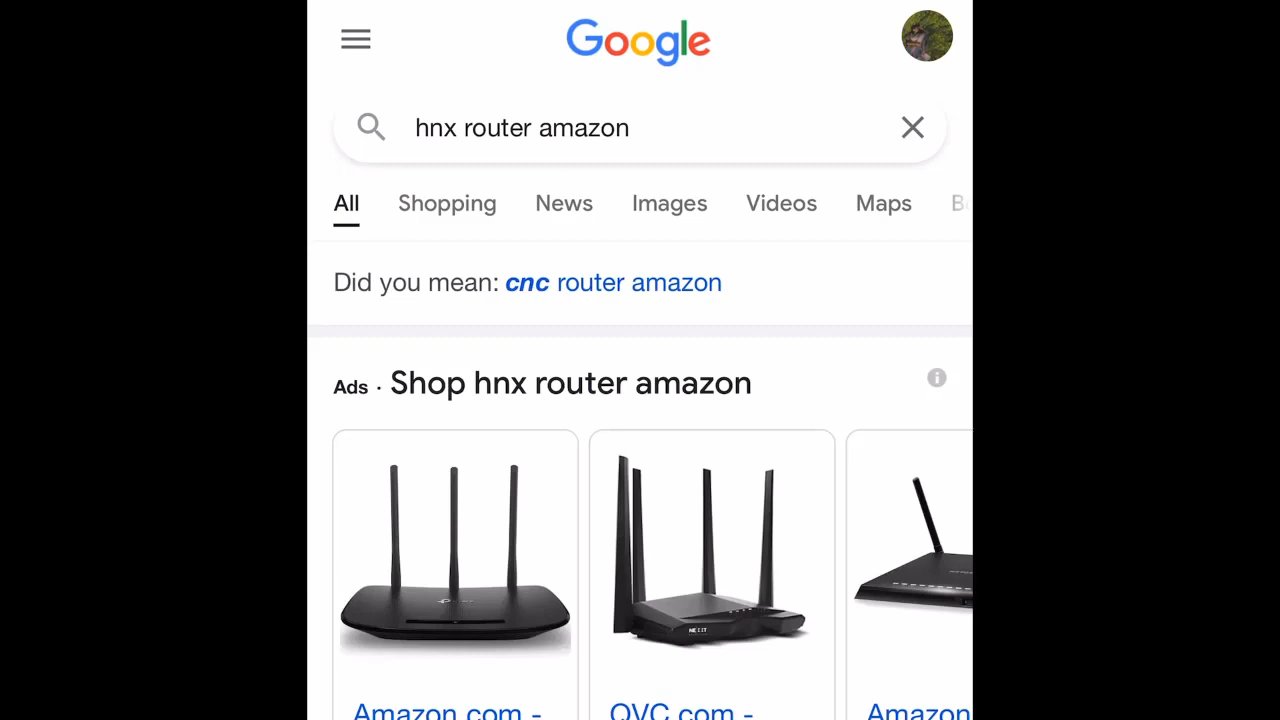 Google
hnx router amazon
All Shopping News Images Videos Maps
Did you mean: cnc router amazon
Ads · Shop hnx router amazon
Amazon.com - QVC.com - Amazon